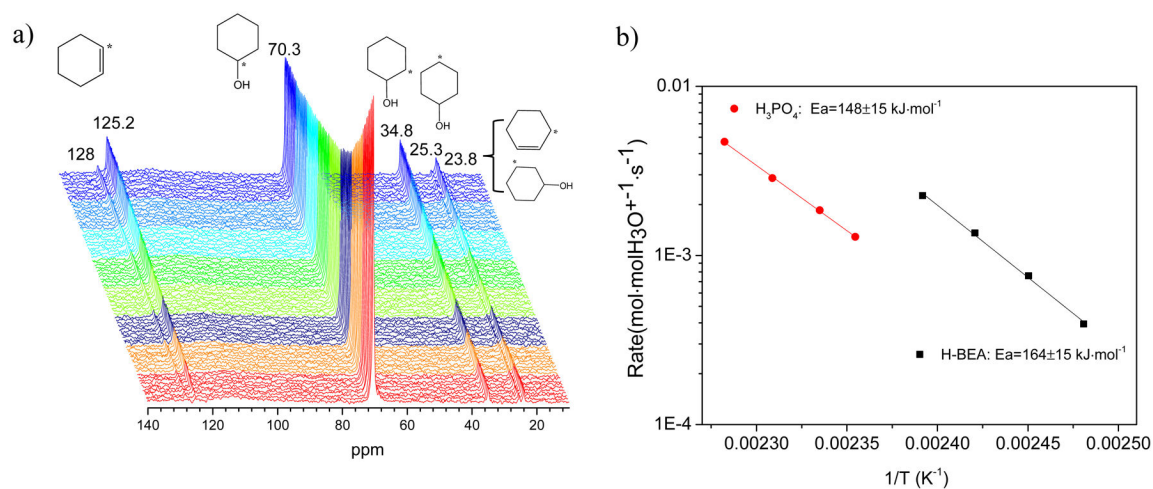 a)
*
*
OH
70.3
*
OH
*
OH
125.2
128
34.8
25.3
23.8
*
*
OH
140
120
100
80
60
40
20
ppm
b)
0.01
1E-3
1E-4
Rate(mol·molH3O+⁻¹·s⁻¹)
H₃PO₄: Ea=148±15 kJ·mol⁻¹
H-BEA: Ea=164±15 kJ·mol⁻¹
0.00230
0.00235
0.00240
0.00245
0.00250
1/T (K⁻¹)